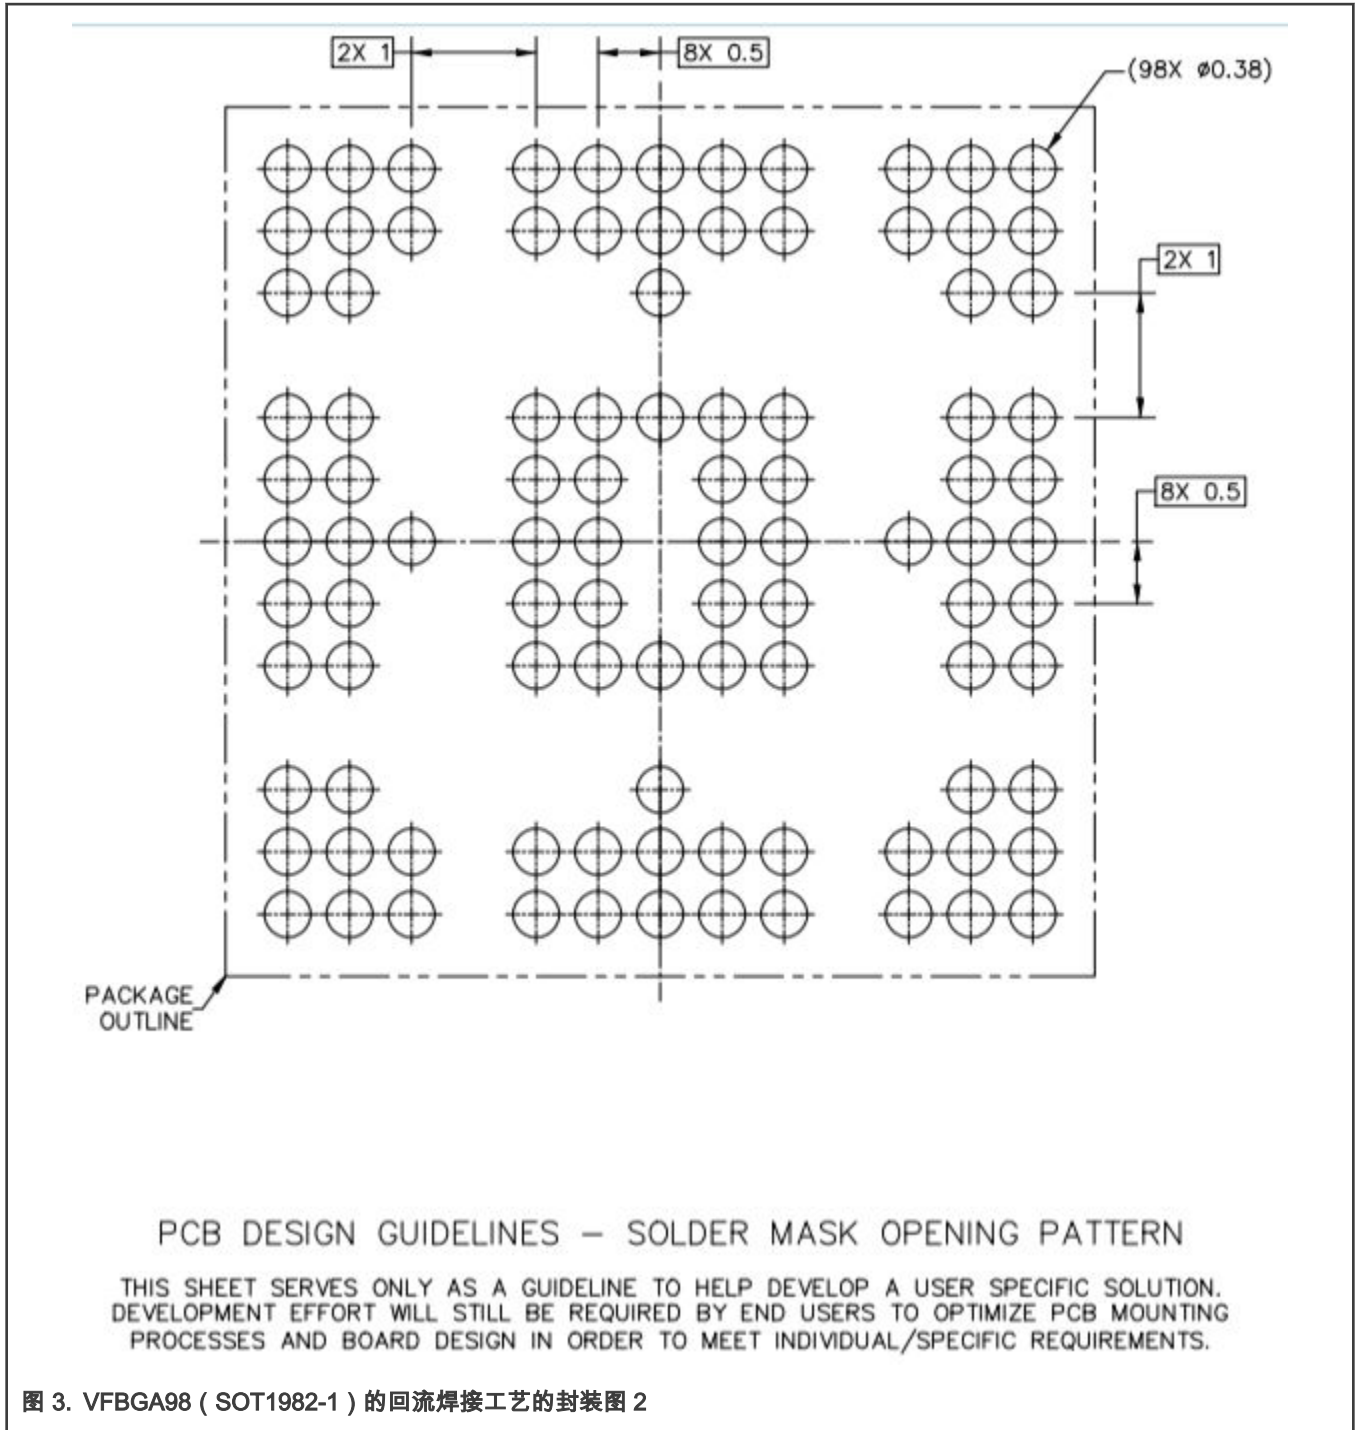 2X 1
8X 0.5
(98X ø0.38)
2X 1
8X 0.5
PACKAGE
OUTLINE
PCB DESIGN GUIDELINES – SOLDER MASK OPENING PATTERN
THIS SHEET SERVES ONLY AS A GUIDELINE TO HELP DEVELOP A USER SPECIFIC SOLUTION.
DEVELOPMENT EFFORT WILL STILL BE REQUIRED BY END USERS TO OPTIMIZE PCB MOUNTING
PROCESSES AND BOARD DESIGN IN ORDER TO MEET INDIVIDUAL/SPECIFIC REQUIREMENTS.
图 3. VFBGA98（SOT1982-1）的回流焊接工艺的封装图 2